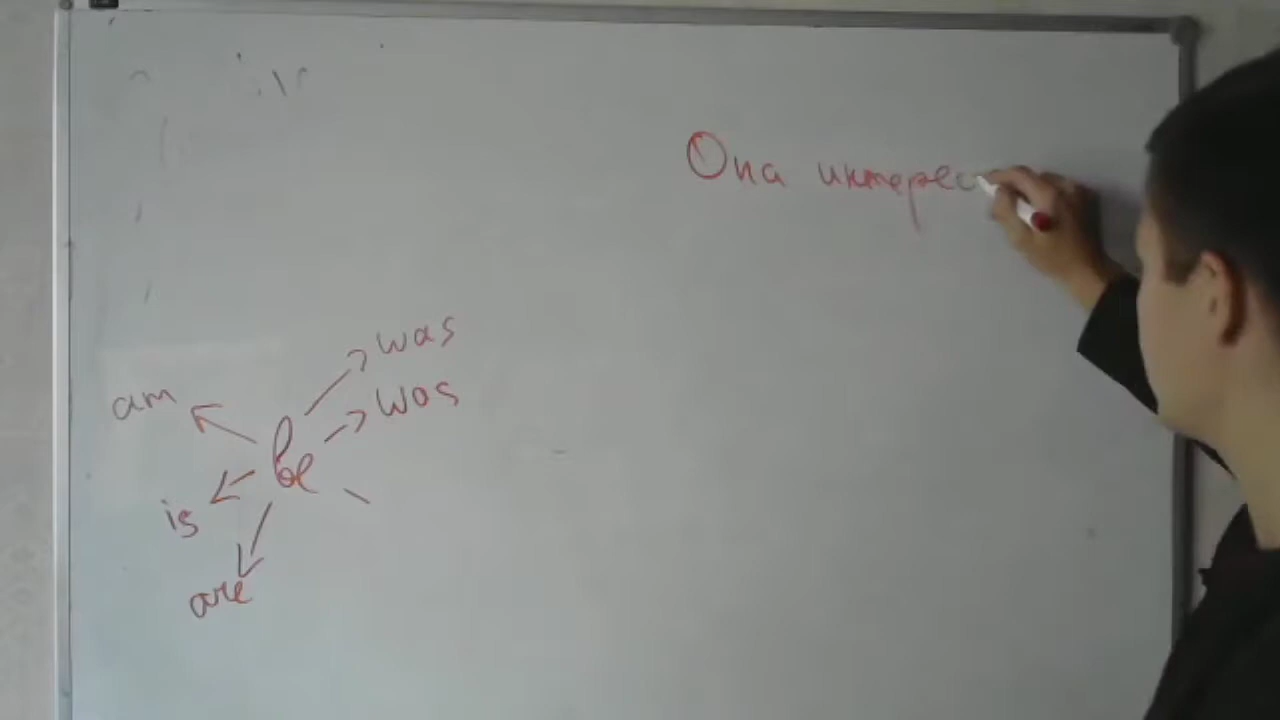 Она интерес
was
was
am
be
is
are